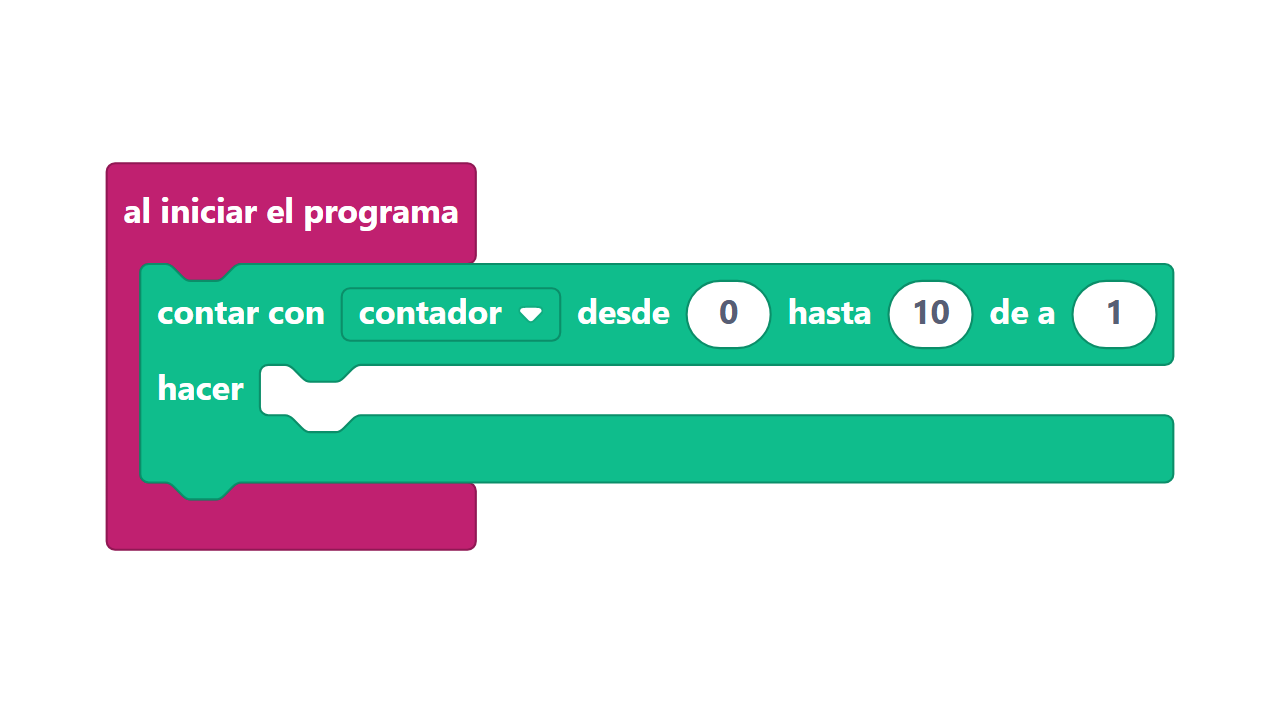 al iniciar el programa
contar con contador desde 0 hasta 10 de a 1
hacer